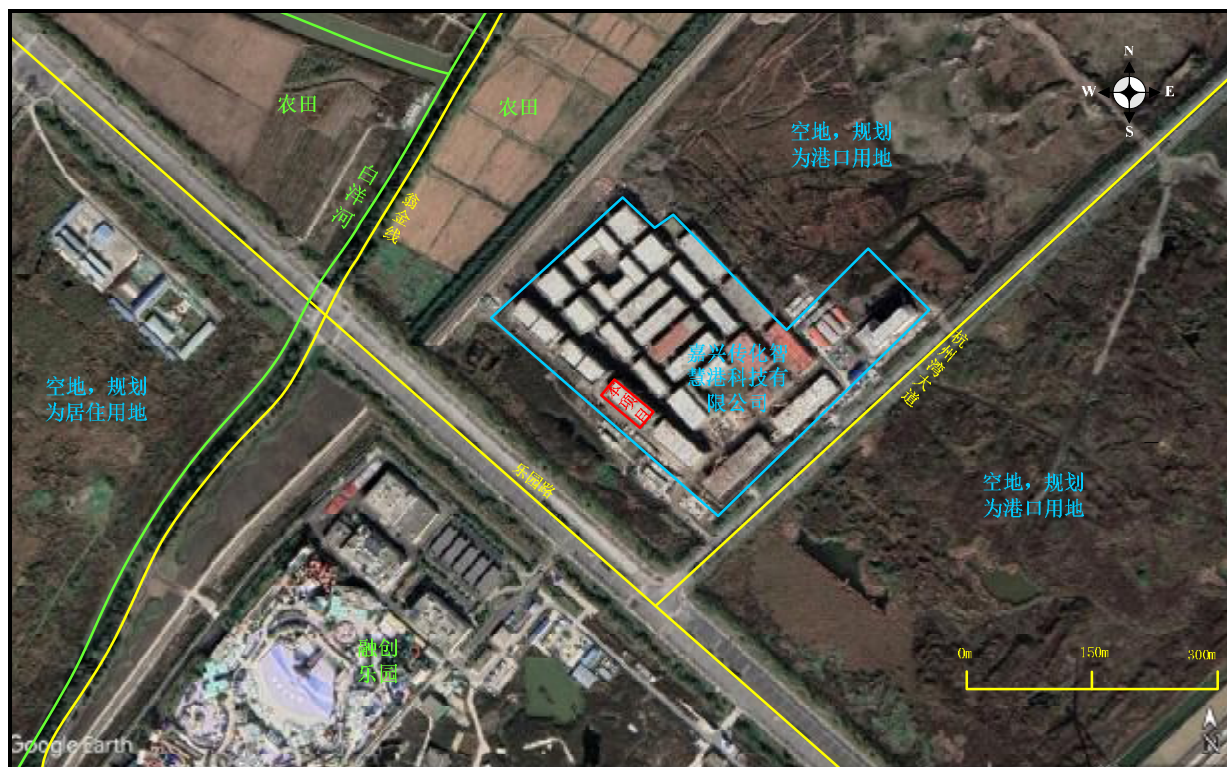 N
W
E
S
农田
农田
空地，规划
为港口用地
白洋河
翁金线
嘉兴传化智
慧港科技有
限公司
本项目
杭州湾大道
空地，规划
为居住用地
乐园路
空地，规划
为港口用地
融创
乐园
0m
150m
300m
Google Earth
N